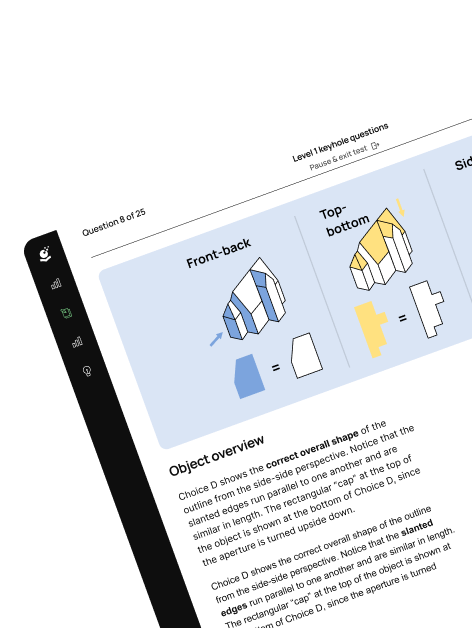 Level 1 keyhole questions
Pause & exit test
Question 8 of 25
Front-back
Top-
bottom
=
=
Object overview
Choice D shows the correct overall shape of the
outline from the side-side perspective. Notice that the
slanted edges run parallel to one another and are
similar in length. The rectangular “cap” at the top of
the object is shown at the bottom of Choice D, since
the aperture is turned upside down.
Choice D shows the correct overall shape of the outline
from the side-side perspective. Notice that the slanted
edges run parallel to one another and are similar in length.
The rectangular “cap” at the top of the object is shown at
of Choice D, since the aperture is turned